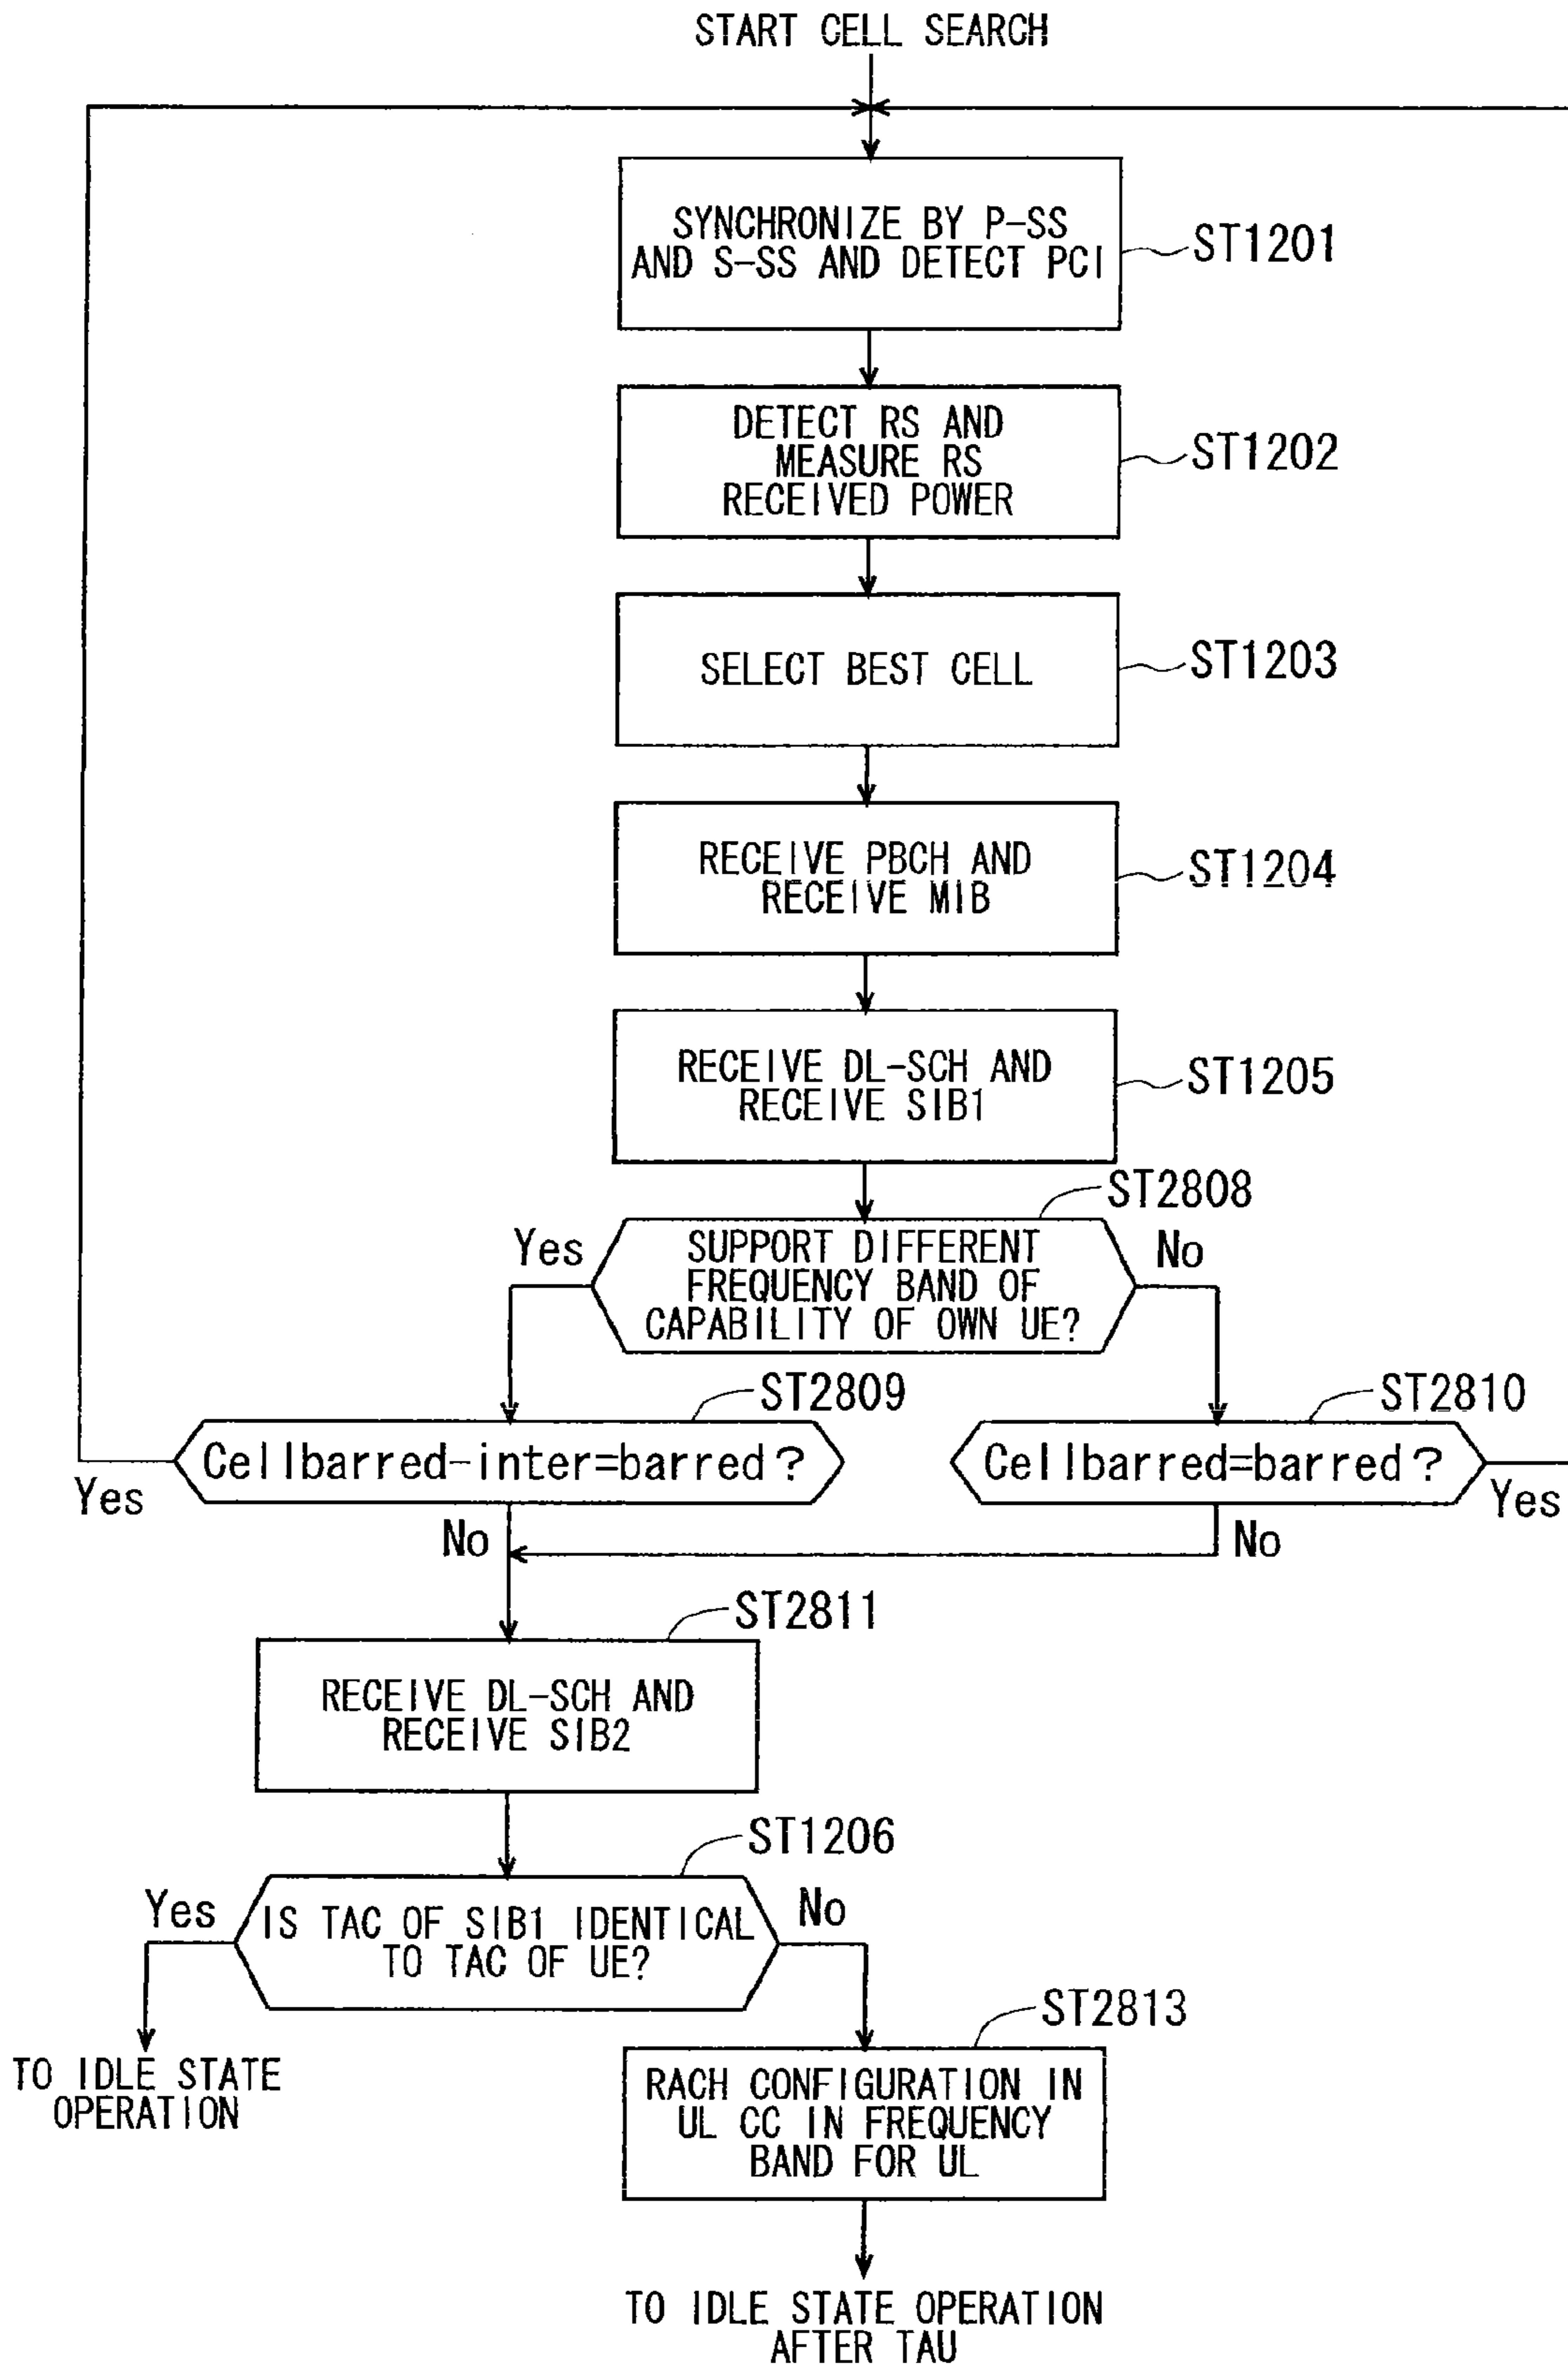 START CELL SEARCH
SYNCHRONIZE BY P-SS
AND S-SS AND DETECT PCI
ST1201
DETECT RS AND
MEASURE RS
RECEIVED POWER
ST1202
SELECT BEST CELL
ST1203
RECEIVE PBCH AND
RECEIVE MIB
ST1204
RECEIVE DL-SCH AND
RECEIVE SIB1
ST1205
ST2808
Yes
SUPPORT DIFFERENT
FREQUENCY BAND OF
CAPABILITY OF OWN UE?
No
ST2809
ST2810
Cellbarred-inter=barred?
Cellbarred=barred?
Yes
Yes
No
No
ST2811
RECEIVE DL-SCH AND
RECEIVE SIB2
ST1206
Yes
IS TAC OF SIB1 IDENTICAL
TO TAC OF UE?
No
ST2813
TO IDLE STATE
OPERATION
RACH CONFIGURATION IN
UL CC IN FREQUENCY
BAND FOR UL
TO IDLE STATE OPERATION
AFTER TAU